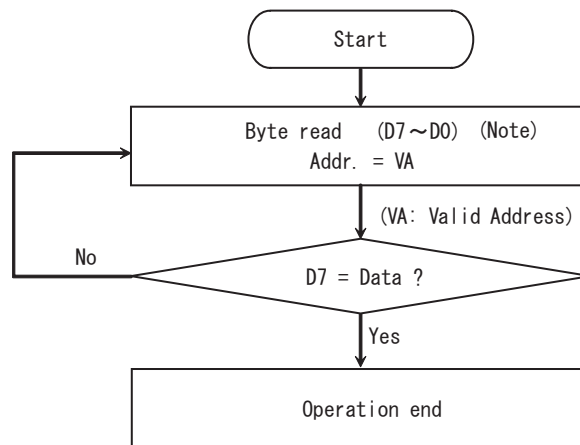 Start
Byte read (D7～D0) (Note)
Addr. = VA
(VA: Valid Address)
No
D7 = Data ?
Yes
Operation end